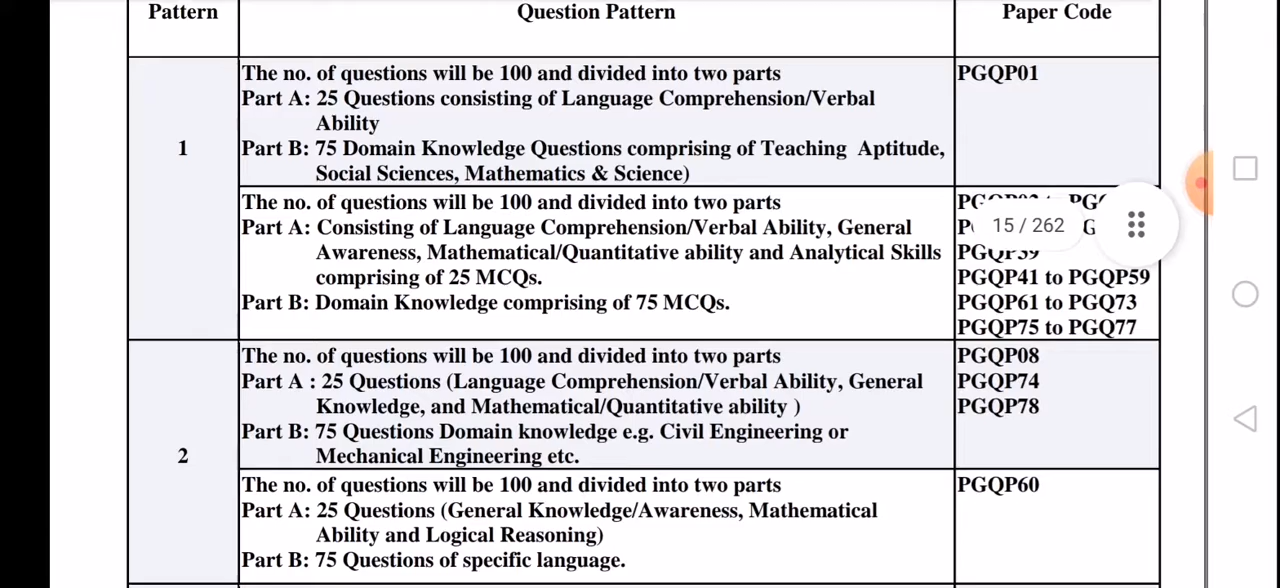 Pattern Question Pattern Paper Code
The no. of questions will be 100 and divided into two parts PGQP01
Part A: 25 Questions consisting of Language Comprehension/Verbal
Ability
1 Part B: 75 Domain Knowledge Questions comprising of Teaching Aptitude,
Social Sciences, Mathematics & Science)
The no. of questions will be 100 and divided into two parts
Part A: Consisting of Language Comprehension/Verbal Ability, General
15 / 262
Awareness, Mathematical/Quantitative ability and Analytical Skills PGQP39
comprising of 25 MCQs. PGQP41 to PGQP59
Part B: Domain Knowledge comprising of 75 MCQs. PGQP61 to PGQ73
PGQP75 to PGQ77
The no. of questions will be 100 and divided into two parts PGQP08
Part A : 25 Questions (Language Comprehension/Verbal Ability, General PGQP74
Knowledge, and Mathematical/Quantitative ability ) PGQP78
Part B: 75 Questions Domain knowledge e.g. Civil Engineering or
2 Mechanical Engineering etc.
The no. of questions will be 100 and divided into two parts PGQP60
Part A: 25 Questions (General Knowledge/Awareness, Mathematical
Ability and Logical Reasoning)
Part B: 75 Questions of specific language.